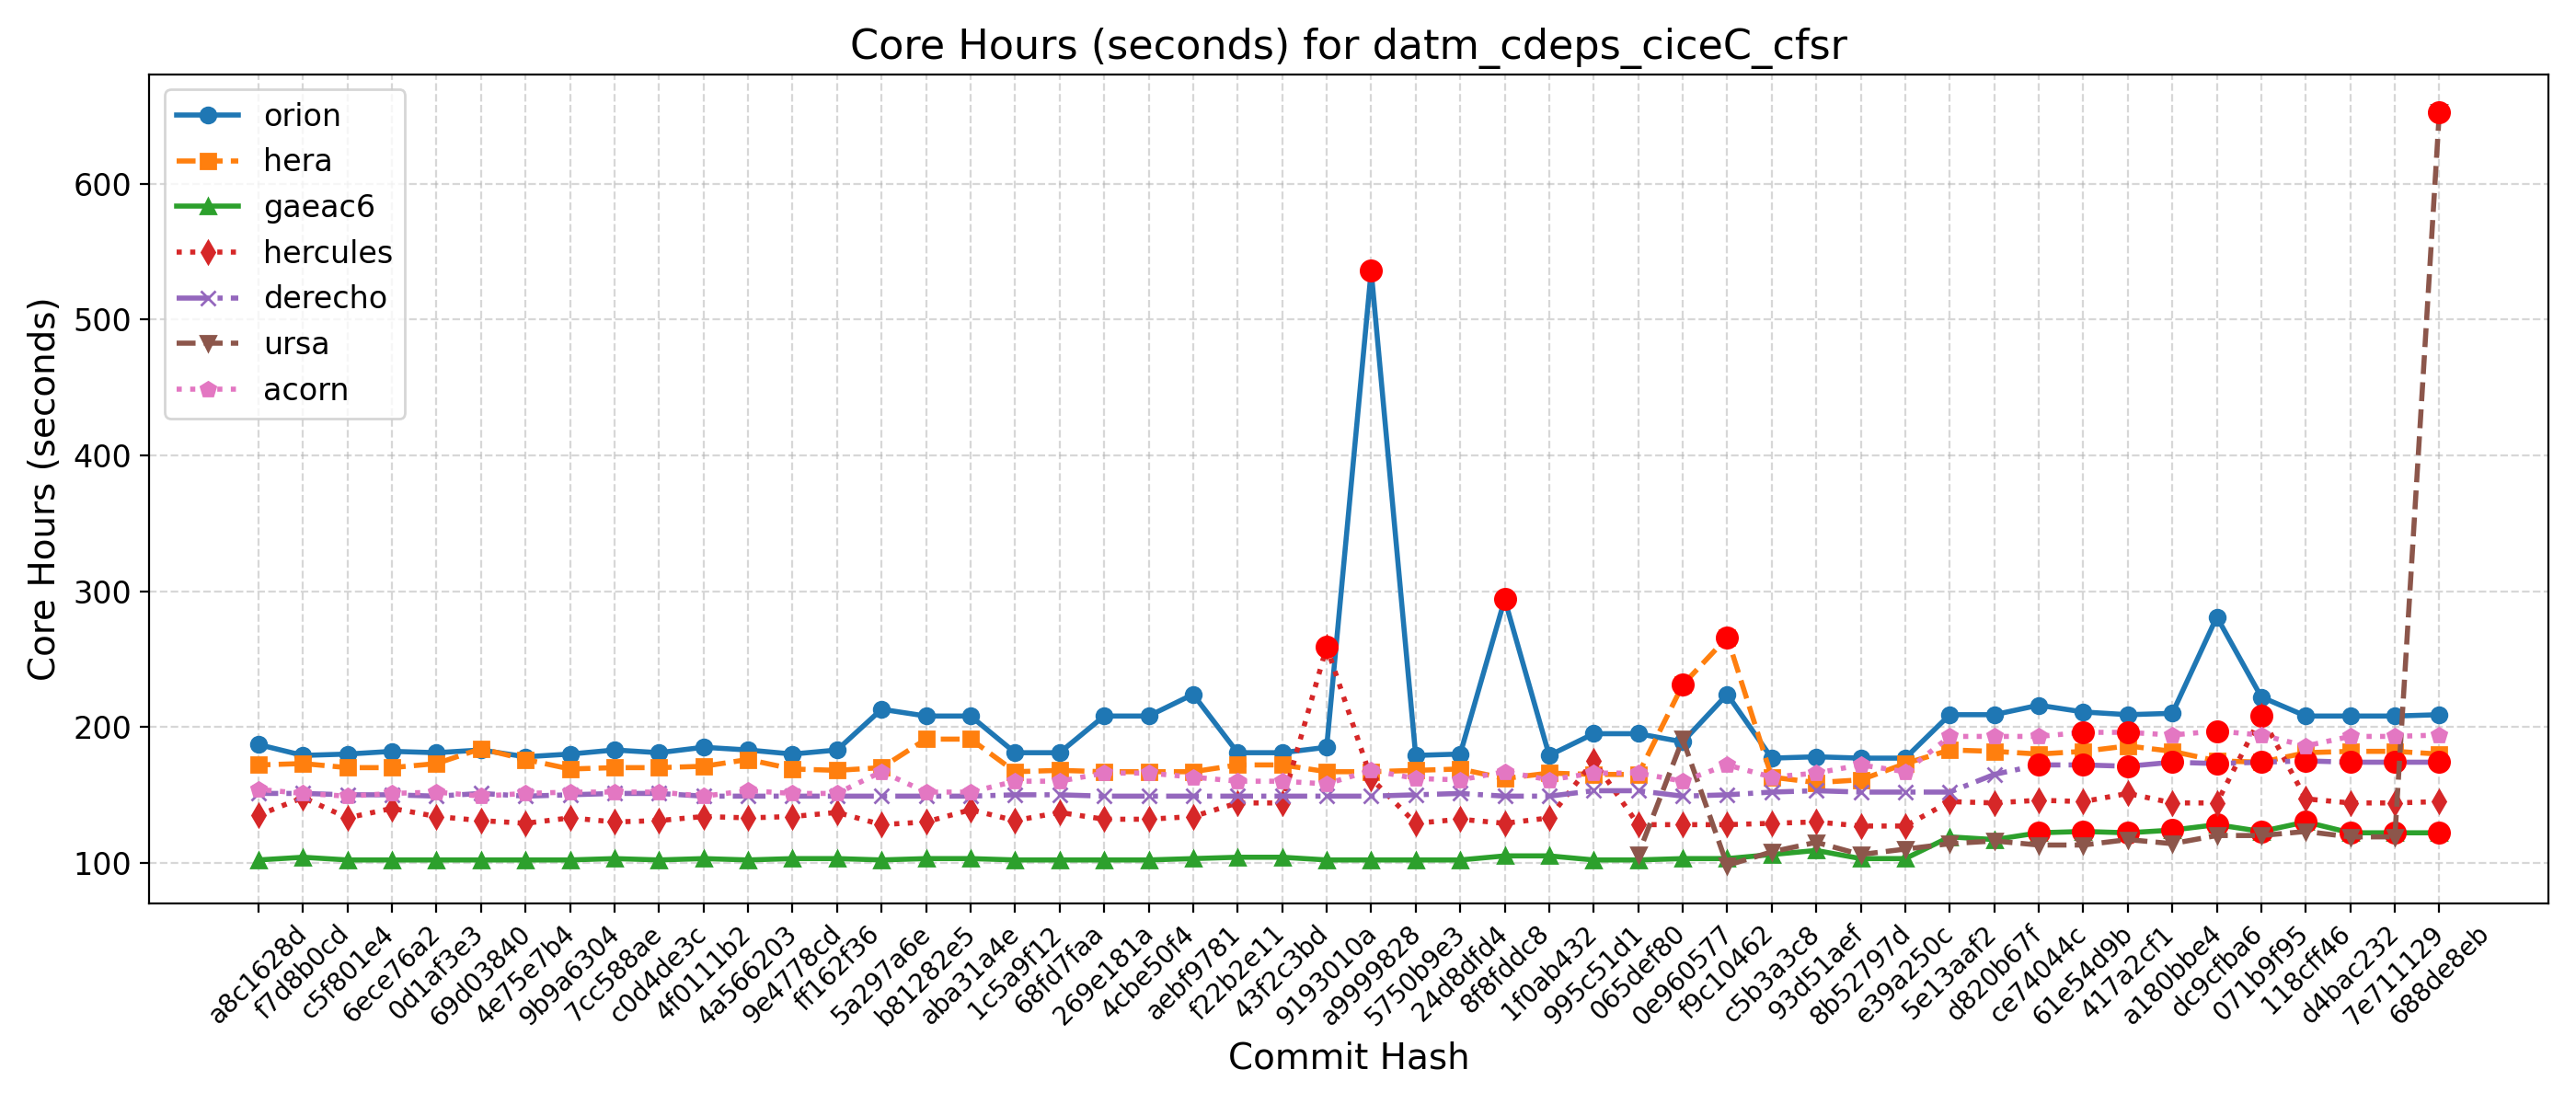 Core Hours (seconds) for datm_cdeps_ciceC_cfsr
orion
hera
gaeac6
hercules
derecho
ursa
acorn
Core Hours (seconds)
600
500
400
300
200
100
a8c1628d
f7d8b0cd
c5f801e4
6ece76a2
0d1af3e3
69d03840
4e75e7b4
9b9a6304
7cc588ae
c0d4de3c
4f0111b2
4a566203
9e4778cd
ff162f36
5a297a6e
b81282e5
aba31a4e
1c5a9f12
68fd7faa
269e181a
4cbe50f4
aebf9781
f22b2e11
43f2c3bd
9193010a
a9999828
5750b9e3
24d8dfd4
8f8fddc8
1f0ab432
995c51d1
065def80
0e960577
f9c10462
c5b3a3c8
93d51aef
8b52797d
e39a250c
5e13aaf2
d820b67f
ce74044c
61e54d9b
417a2cf1
a180bbe4
dc9cfba6
071b9f95
118cff46
d4bac232
7e711129
688de8eb
Commit Hash